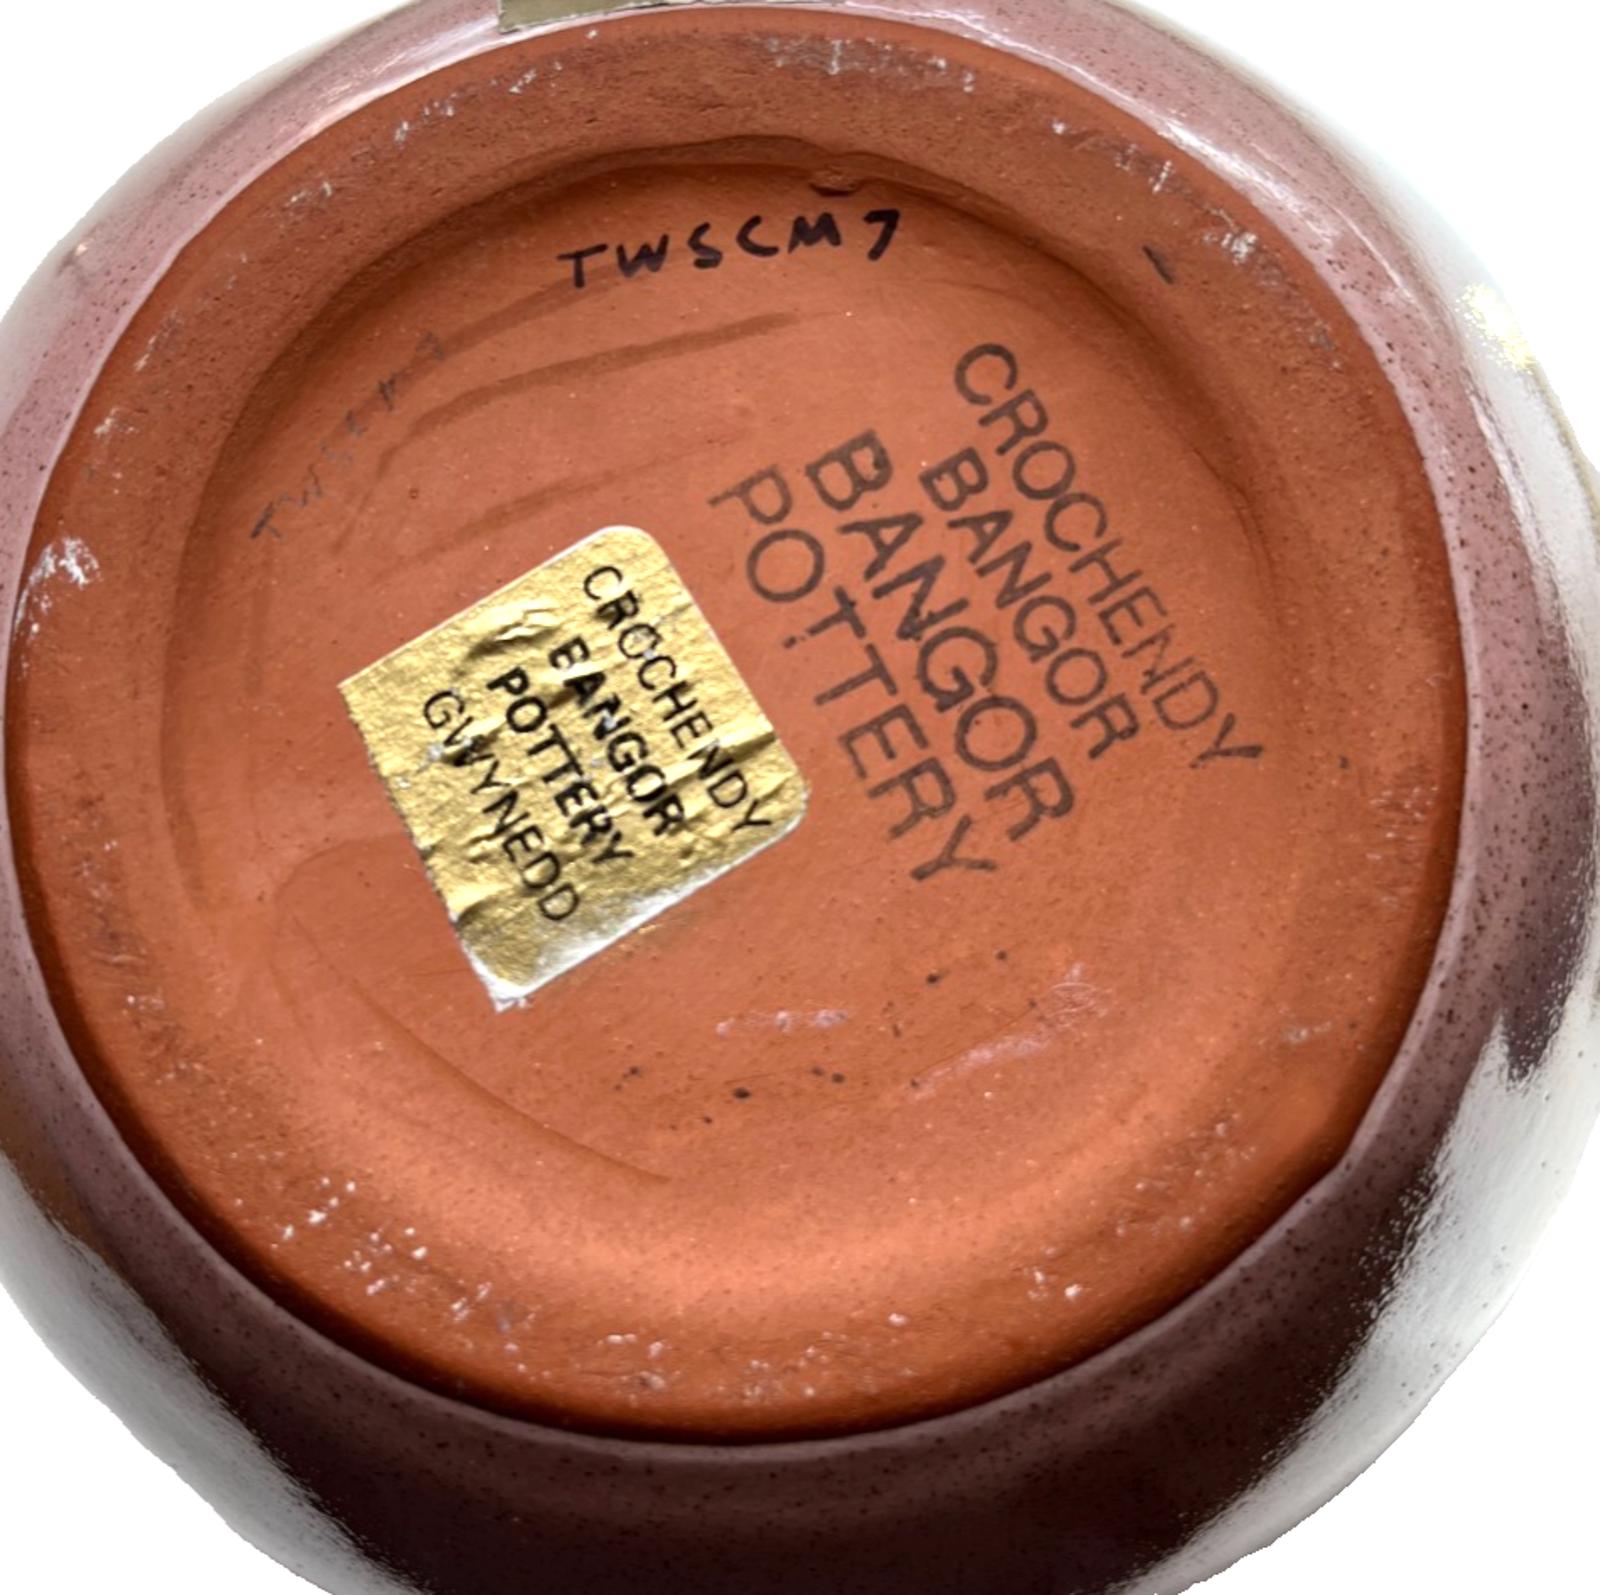 TWSCM7
CROCHENDY
BANGOR
BANGOR
POTTERY
CROCHENDY
BANGOR
POTTERY
GWYNEDD